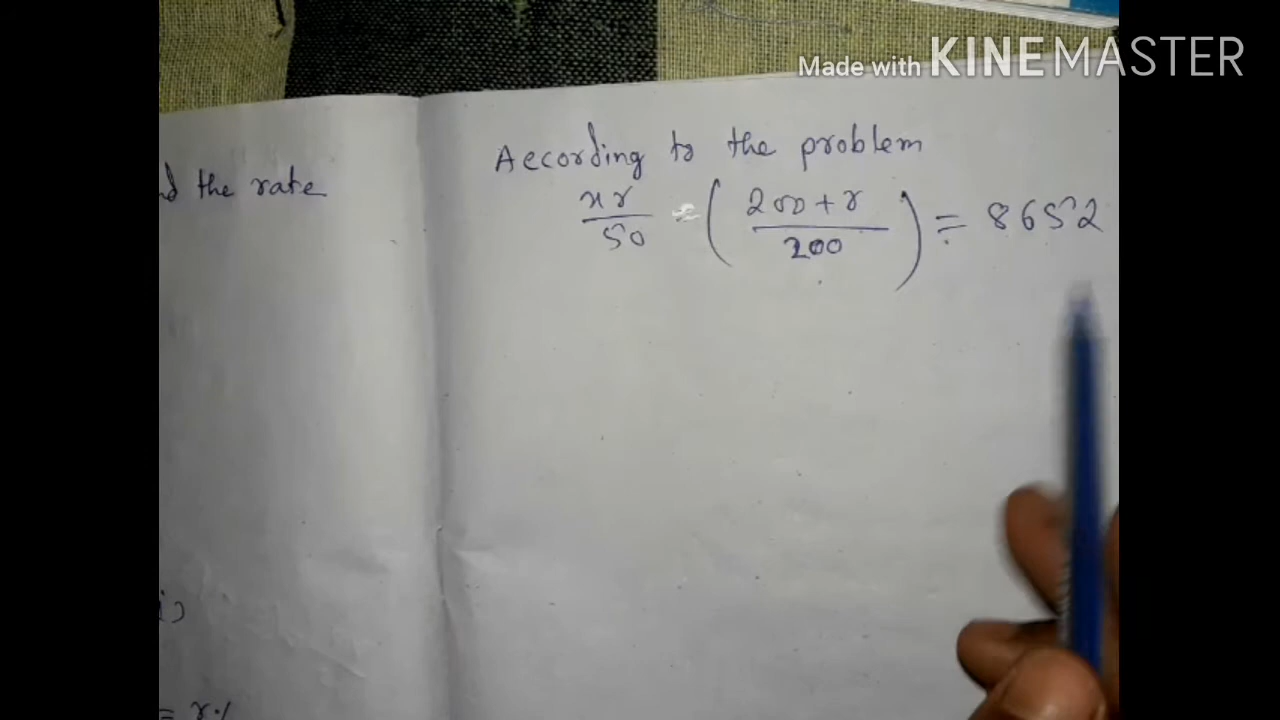 Made with KINEMASTER
the rate
According to the problem
xr/50 = (200+r/200) = 8652
= r%